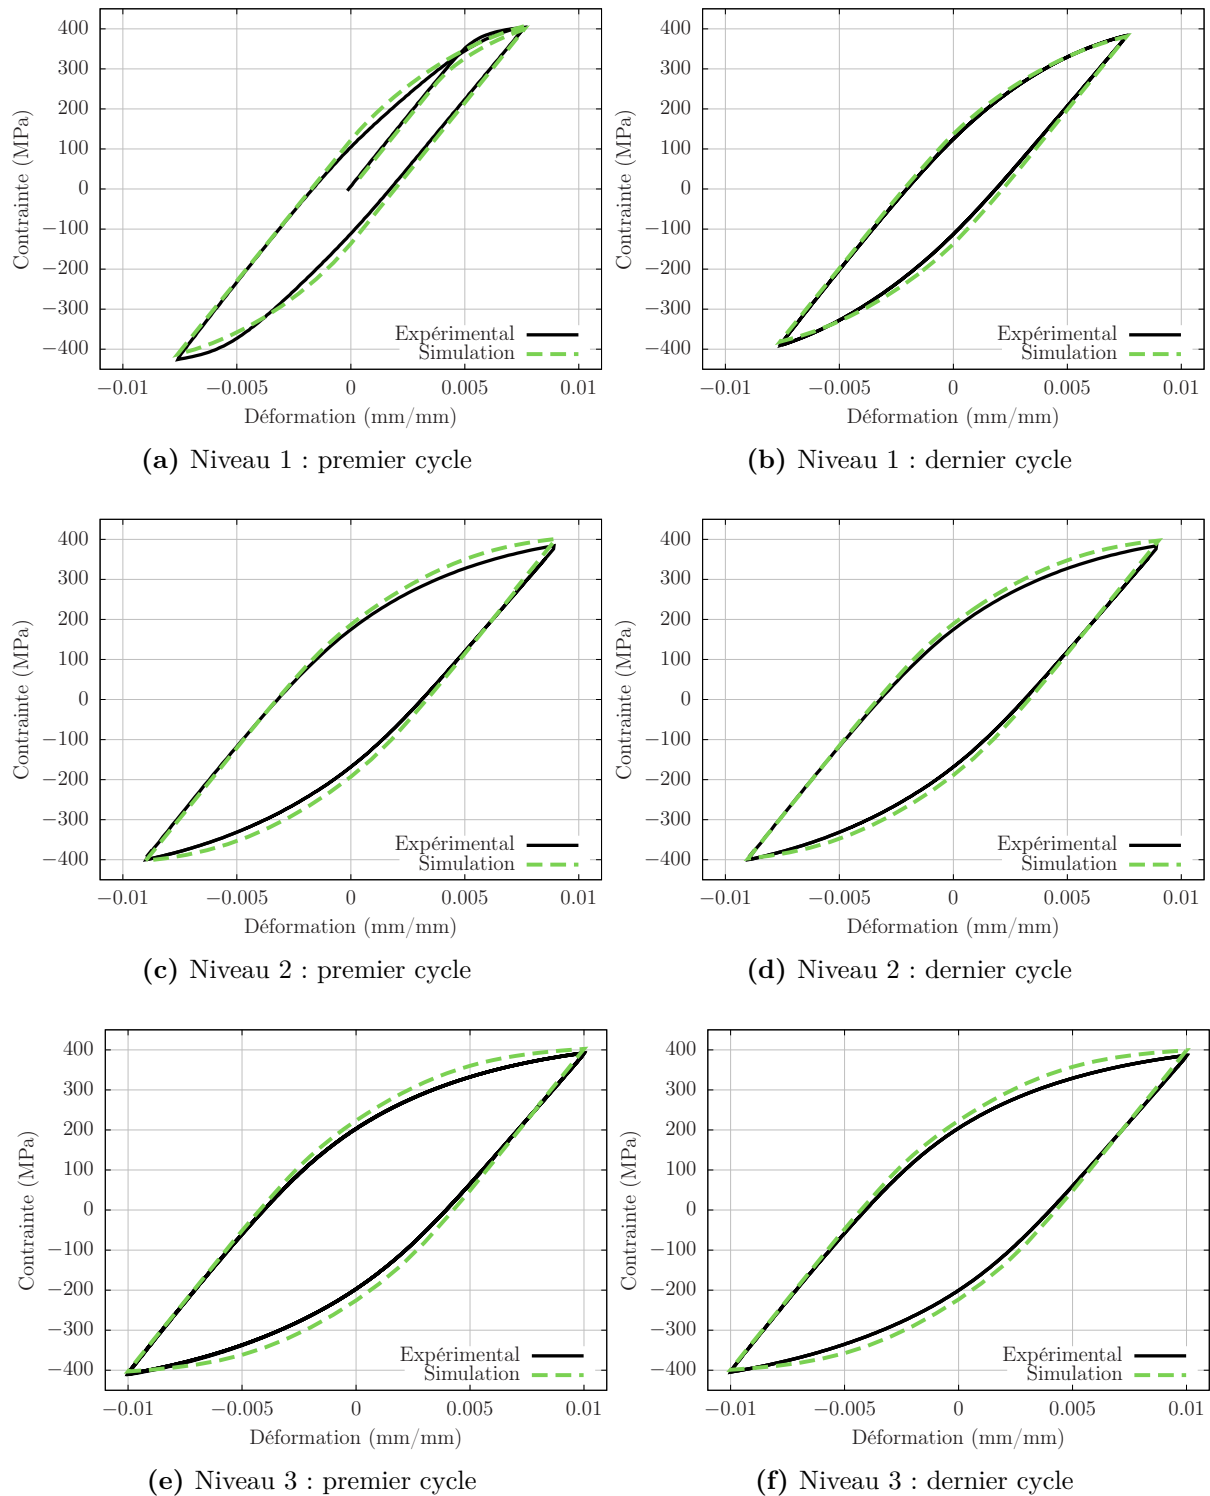 400
300
200
100
0
−100
−200
−300
−400
−0.01 −0.005 0 0.005 0.01
Contrainte (MPa)
Déformation (mm/mm)
Expérimental
Simulation
(a) Niveau 1 : premier cycle
400
300
200
100
0
−100
−200
−300
−400
−0.01 −0.005 0 0.005 0.01
Contrainte (MPa)
Déformation (mm/mm)
Expérimental
Simulation
(b) Niveau 1 : dernier cycle
400
300
200
100
0
−100
−200
−300
−400
−0.01 −0.005 0 0.005 0.01
Contrainte (MPa)
Déformation (mm/mm)
Expérimental
Simulation
(c) Niveau 2 : premier cycle
400
300
200
100
0
−100
−200
−300
−400
−0.01 −0.005 0 0.005 0.01
Contrainte (MPa)
Déformation (mm/mm)
Expérimental
Simulation
(d) Niveau 2 : dernier cycle
400
300
200
100
0
−100
−200
−300
−400
−0.01 −0.005 0 0.005 0.01
Contrainte (MPa)
Déformation (mm/mm)
Expérimental
Simulation
(e) Niveau 3 : premier cycle
400
300
200
100
0
−100
−200
−300
−400
−0.01 −0.005 0 0.005 0.01
Contrainte (MPa)
Déformation (mm/mm)
Expérimental
Simulation
(f) Niveau 3 : dernier cycle